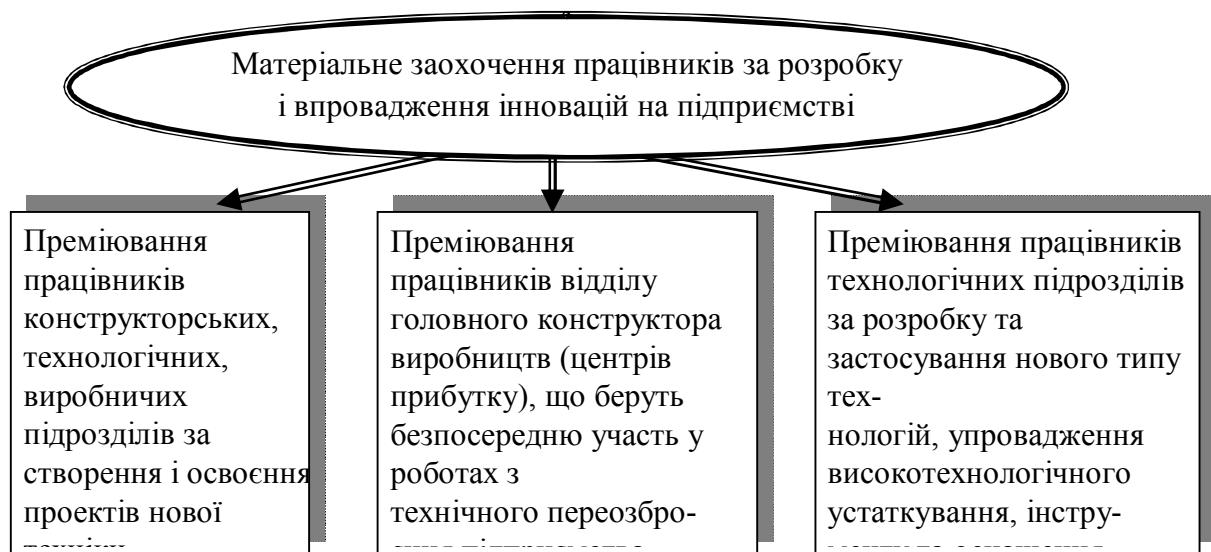 Матеріальне заохочення працівників за розробку
і впровадження інновацій на підприємстві
Преміювання
працівників
конструкторських,
технологічних,
виробничих
підрозділів за
створення і освоєння
проектів нової
Преміювання
працівників відділу
головного конструктора
виробництв (центрів
прибутку), що беруть
безпосередню участь у
роботах з
технічного переозбро-
Преміювання працівників
технологічних підрозділів
за розробку та
застосування нового типу
тех-
нологій, упровадження
високотехнологічного
устаткування, інстру-